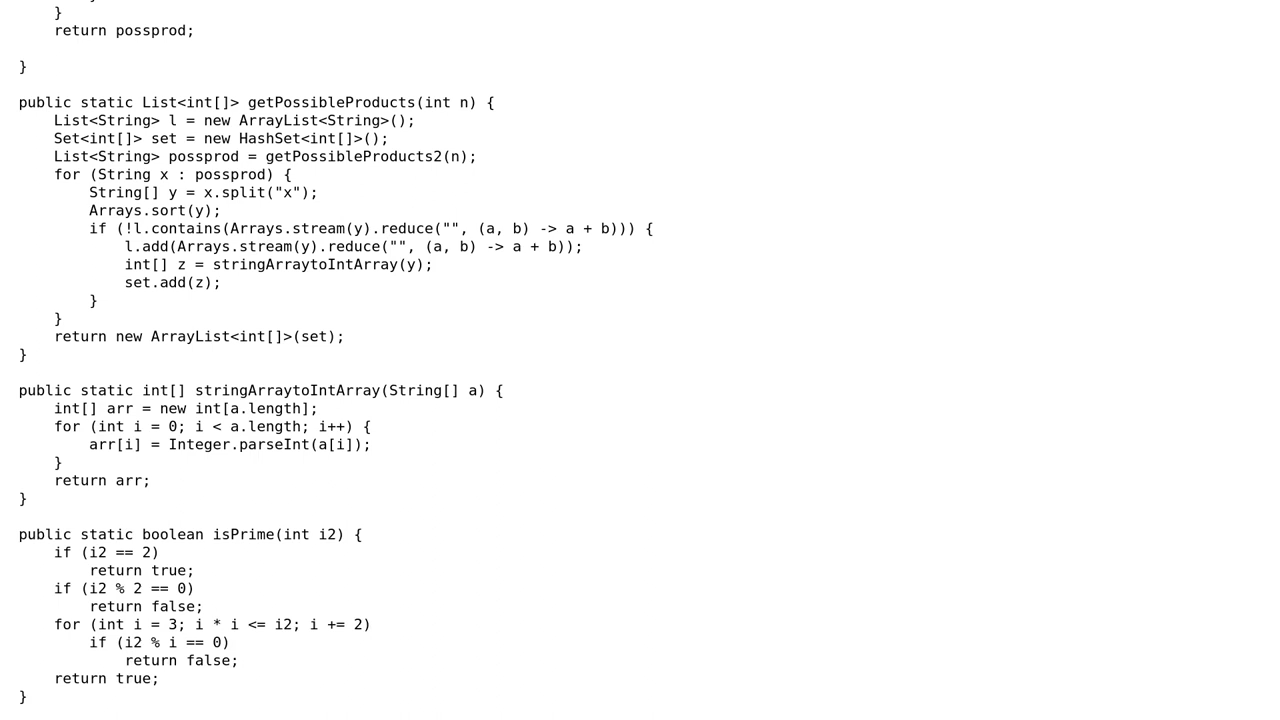 }
    return possprod;

}

public static List<int[]> getPossibleProducts(int n) {
    List<String> l = new ArrayList<String>();
    Set<int[]> set = new HashSet<int[]>();
    List<String> possprod = getPossibleProducts2(n);
    for (String x : possprod) {
        String[] y = x.split("x");
        Arrays.sort(y);
        if (!l.contains(Arrays.stream(y).reduce("", (a, b) -> a + b))) {
            l.add(Arrays.stream(y).reduce("", (a, b) -> a + b));
            int[] z = stringArraytoIntArray(y);
            set.add(z);
        }
    }
    return new ArrayList<int[]>(set);
}

public static int[] stringArraytoIntArray(String[] a) {
    int[] arr = new int[a.length];
    for (int i = 0; i < a.length; i++) {
        arr[i] = Integer.parseInt(a[i]);
    }
    return arr;
}

public static boolean isPrime(int i2) {
    if (i2 == 2)
        return true;
    if (i2 % 2 == 0)
        return false;
    for (int i = 3; i * i <= i2; i += 2)
        if (i2 % i == 0)
            return false;
    return true;
}